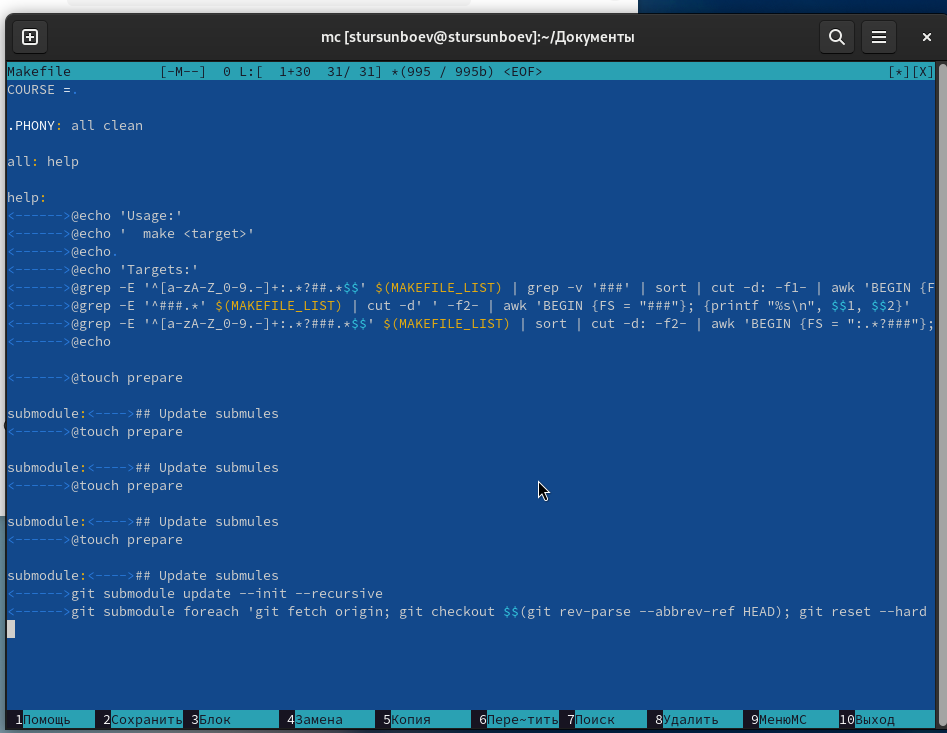 mc [stursunboev@stursunboev]:~/Документы
Makefile [-M--] 0 L:[ 1+30 31/ 31] *(995 / 995b) <EOF> [*][X]
COURSE =.
.PHONY: all clean
all: help
help:
<------>@echo 'Usage:'
<------>@echo '  make <target>'
<------>@echo.
<------>@echo 'Targets:'
<------>@grep -E '^[a-zA-Z_0-9.-]+:.*?##.*$$' $(MAKEFILE_LIST) | grep -v '###' | sort | cut -d: -f1- | awk 'BEGIN {F
<------>@grep -E '^###.*' $(MAKEFILE_LIST) | cut -d' ' -f2- | awk 'BEGIN {FS = "###"}; {printf "%s\n", $$1, $$2}'
<------>@grep -E '^[a-zA-Z_0-9.-]+:.*?###.*$$' $(MAKEFILE_LIST) | sort | cut -d: -f2- | awk 'BEGIN {FS = ":.*?###"};
<------>@echo
<------>@touch prepare
submodule:<---->## Update submules
<------>@touch prepare
submodule:<---->## Update submules
<------>@touch prepare
submodule:<---->## Update submules
<------>@touch prepare
submodule:<---->## Update submules
<------>git submodule update --init --recursive
<------>git submodule foreach 'git fetch origin; git checkout $$(git rev-parse --abbrev-ref HEAD); git reset --hard
1Помощь 2Сохранить 3Блок 4Замена 5Копия 6Пере~тить 7Поиск 8Удалить 9МенюMC 10Выход